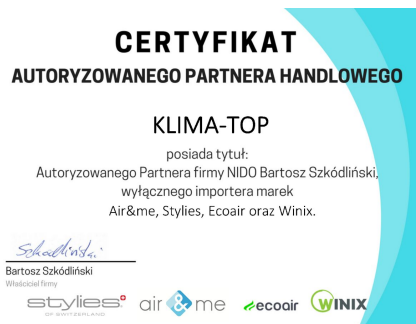 CERTYFIKAT
AUTORYZOWANEGO PARTNERA HANDLOWEGO
KLIMA-TOP
posiada tytuł:
Autoryzowanego Partnera firmy NIDO Bartosz Szkódliński,
wyłącznego importera marek
Air&me, Stylies, Ecoair oraz Winix.
Szkodliński
Bartosz Szkódliński
Właściciel firmy
stylies®
OF SWITZERLAND
air & me
ecoair
WINIX